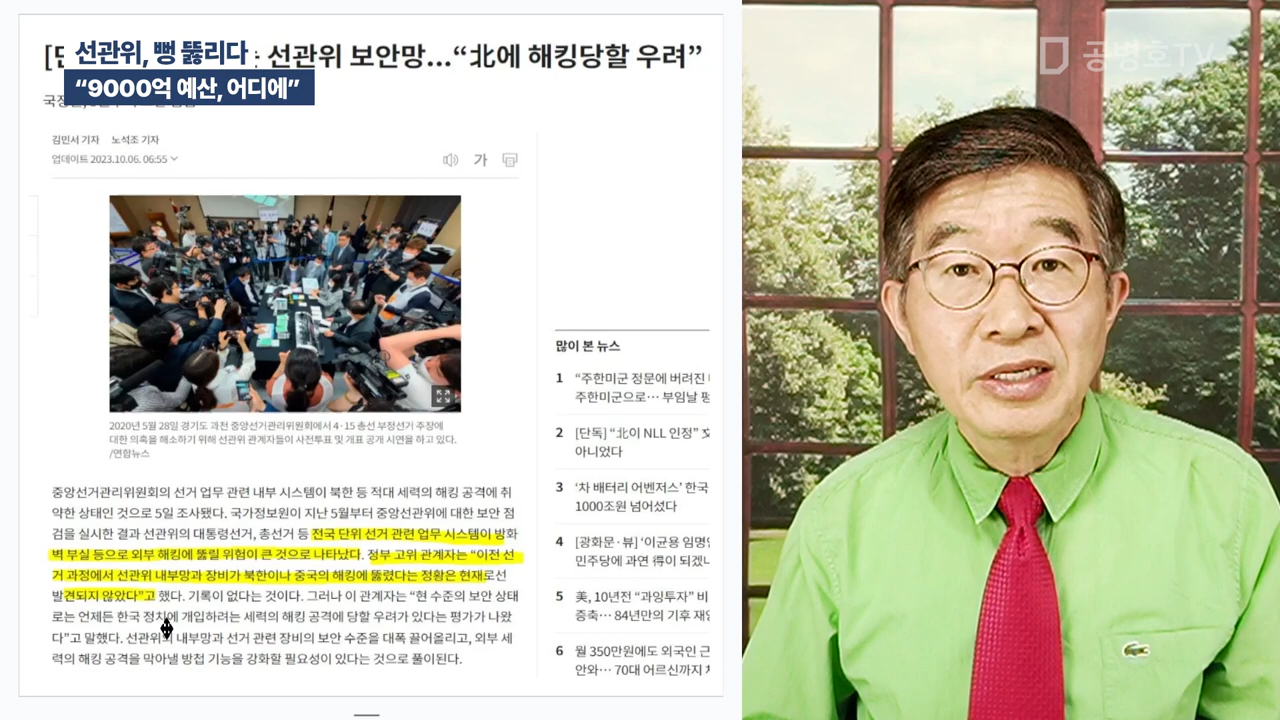 선관위, 뻥 뚫리다
“9000억 예산, 어디에”
선관위 보안망...“北에 해킹당할 우려”
공병호TV
김민서 기자 노석조 기자
업데이트 2023.10.06. 06:55
가
2020년 5월 28일 경기도 과천 중앙선거관리위원회에서 4·15 총선 부정선거 주장에
대한 의혹을 해소하기 위해 선관위 관계자들이 사전투표 및 개표 공개 시연을 하고 있다.
/연합뉴스
중앙선거관리위원회의 선거 업무 관련 내부 시스템이 북한 등 적대 세력의 해킹 공격에 취
약한 상태인 것으로 5일 조사됐다. 국가정보원이 지난 5월부터 중앙선관위에 대한 보안 점
검을 실시한 결과 선관위의 대통령선거, 총선거 등 전국 단위 선거 관련 업무 시스템이 방화
벽 부실 등으로 외부 해킹에 뚫릴 위험이 큰 것으로 나타났다. 정부 고위 관계자는 “이전 선
거 과정에서 선관위 내부망과 장비가 북한이나 중국의 해킹에 뚫렸다는 정황은 현재로선
발견되지 않았다”고 했다. 기록이 없다는 것이다. 그러나 이 관계자는 “현 수준의 보안 상태
로는 언제든 한국 정치에 개입하려는 세력의 해킹 공격에 당할 우려가 있다는 평가가 나왔
다”고 말했다. 내부망과 선거 관련 장비의 보안 수준을 대폭 끌어올리고, 외부 세
력의 해킹 공격을 막아낼 방첩 기능을 강화할 필요성이 있다는 것으로 풀이된다.
많이 본 뉴스
1 “주한미군 정문에 버려진
주한미군으로… 부임날
2 [단독] “北이 NLL 인정”
아니었다
3 ‘차 배터리 어벤저스’ 한국
1000조원 넘어섰다
4 [광화문·뷰] ‘이균용 임명안
민주당에 과연 得이 되겠나
5 美, 10년전 “과잉투자”
증축… 84년만의 기후
6 월 350만원에도 외국인
안와… 70대 어르신까지